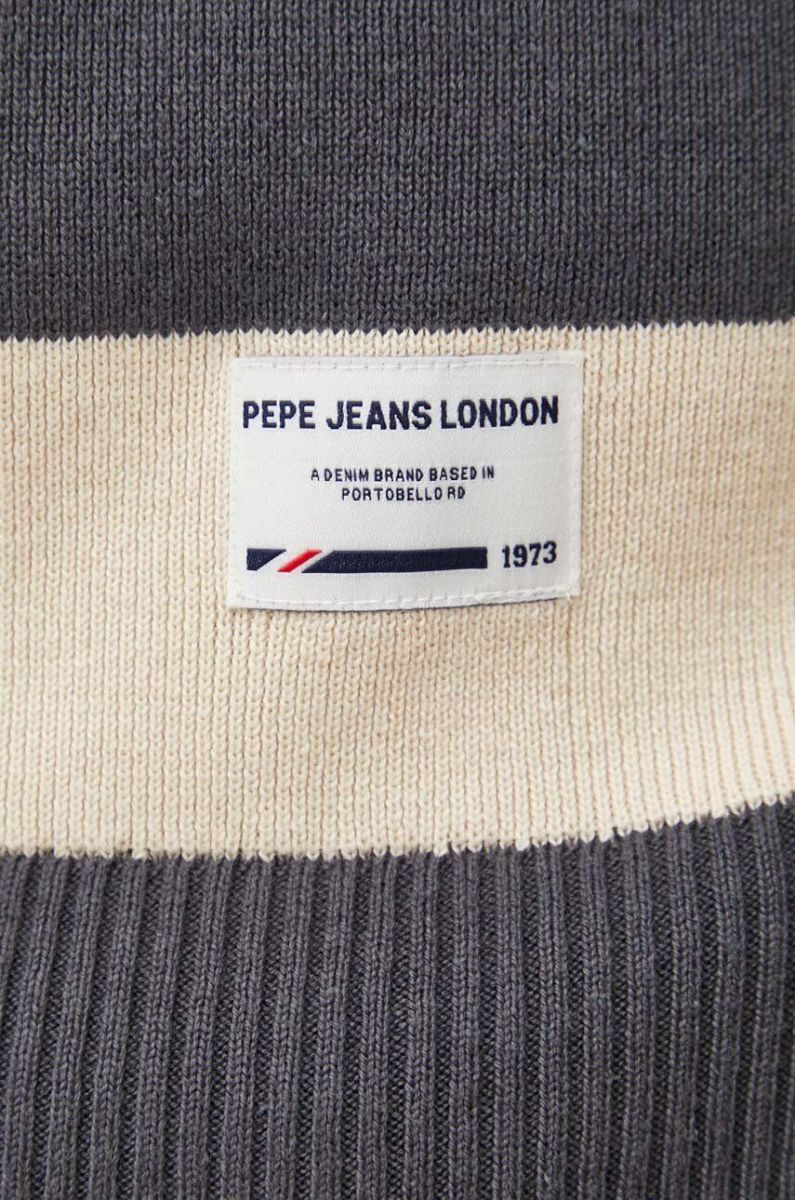 PEPE JEANS LONDON
A DENIM BRAND BASED IN
PORTOBELLO RD
1973